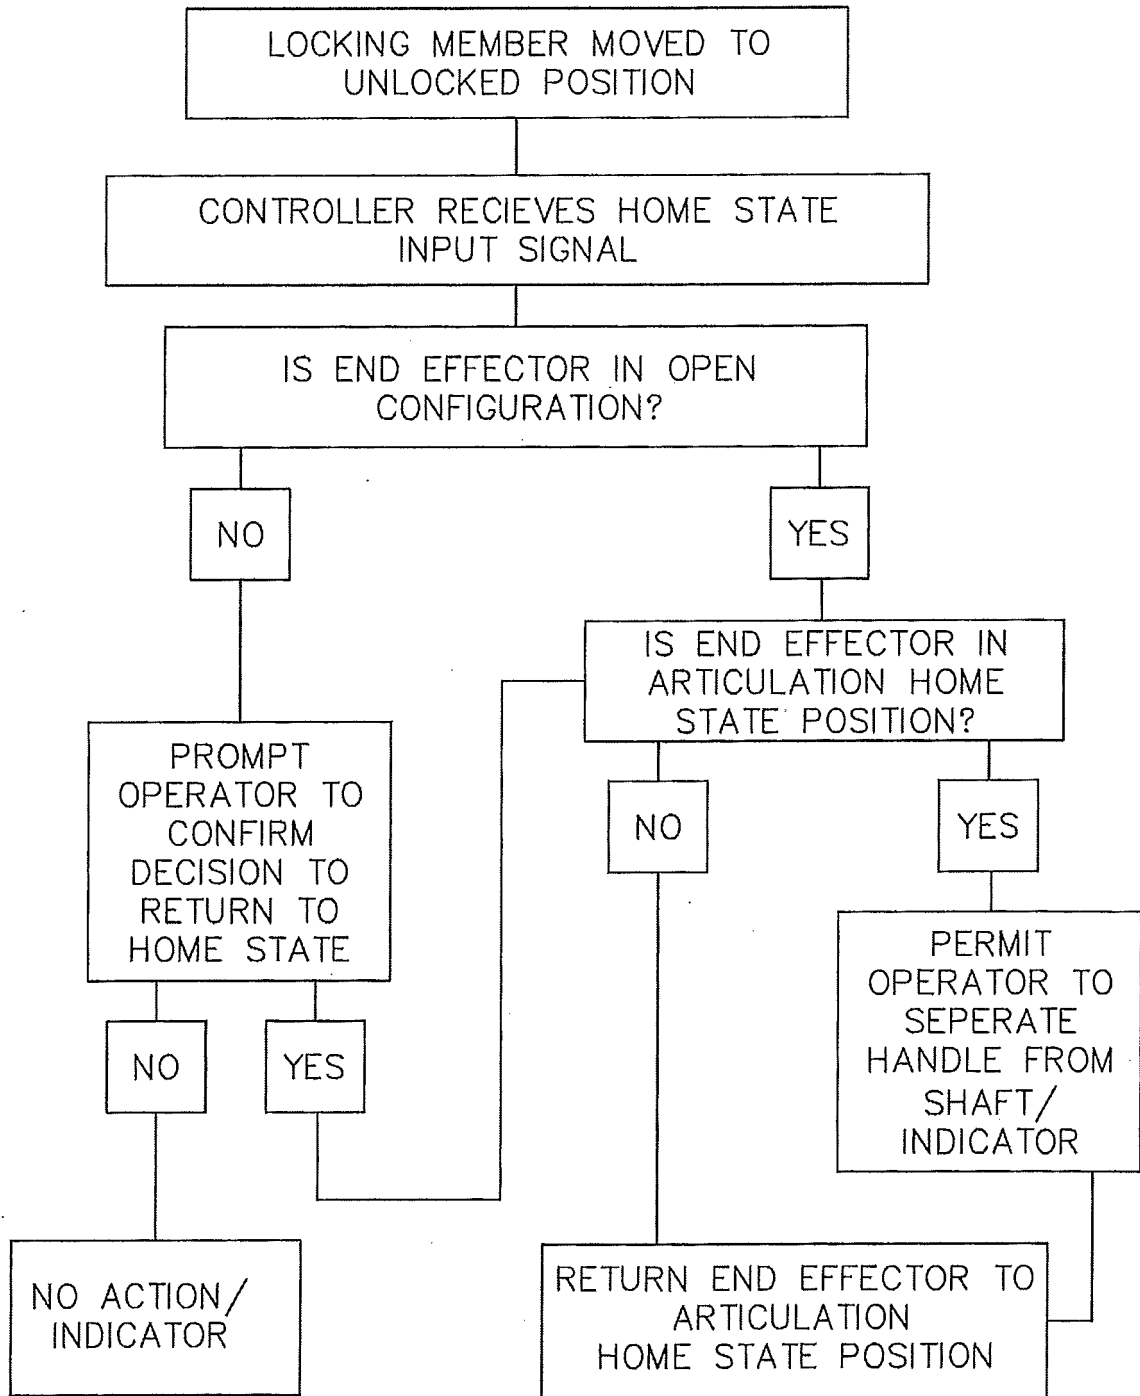 LOCKING MEMBER MOVED TO
UNLOCKED POSITION
CONTROLLER RECIEVES HOME STATE
INPUT SIGNAL
IS END EFFECTOR IN OPEN
CONFIGURATION?
NO
YES
IS END EFFECTOR IN
ARTICULATION HOME
STATE POSITION?
PROMPT
OPERATOR TO
CONFIRM
DECISION TO
RETURN TO
HOME STATE
NO
YES
NO
YES
PERMIT
OPERATOR TO
SEPERATE
HANDLE FROM
SHAFT/
INDICATOR
NO ACTION/
INDICATOR
RETURN END EFFECTOR TO
ARTICULATION
HOME STATE POSITION